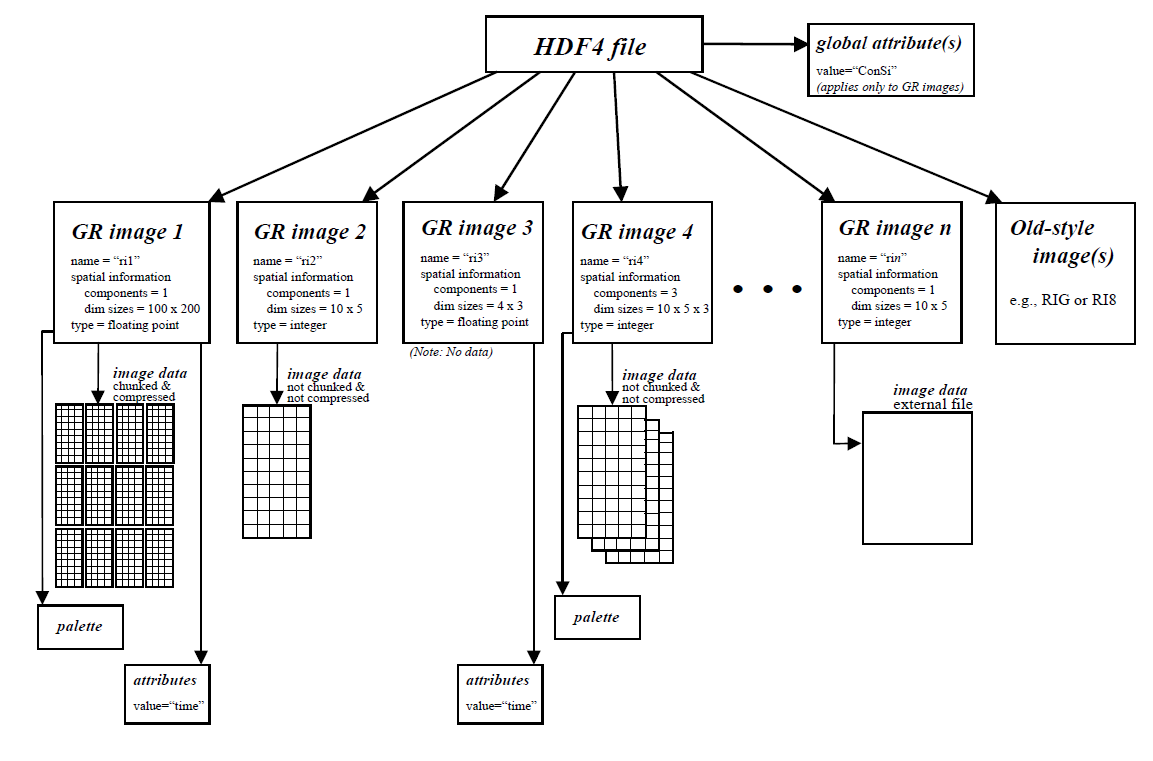 HDF4 file
global attribute(s)
value=“ConSi”
(applies only to GR images)
GR image 1
name = “ri1”
spatial information
components = 1
dim sizes = 100 x 200
type = floating point
GR image 2
name = “ri2”
spatial information
components = 1
dim sizes = 10 x 5
type = integer
GR image 3
name = “ri3”
spatial information
components = 1
dim sizes = 4 x 3
type = floating point
(Note: No data)
GR image 4
name = “ri4”
spatial information
components = 3
dim sizes = 10 x 5 x 3
type = integer
• • •
GR image n
name = “rin”
spatial information
components = 1
dim sizes = 10 x 5
type = integer
Old-style
image(s)
e.g., RIG or RI8
image data
chunked &
compressed
image data
not chunked &
not compressed
image data
not chunked &
not compressed
image data
external file
palette
palette
attributes
value=“time”
attributes
value=“time”